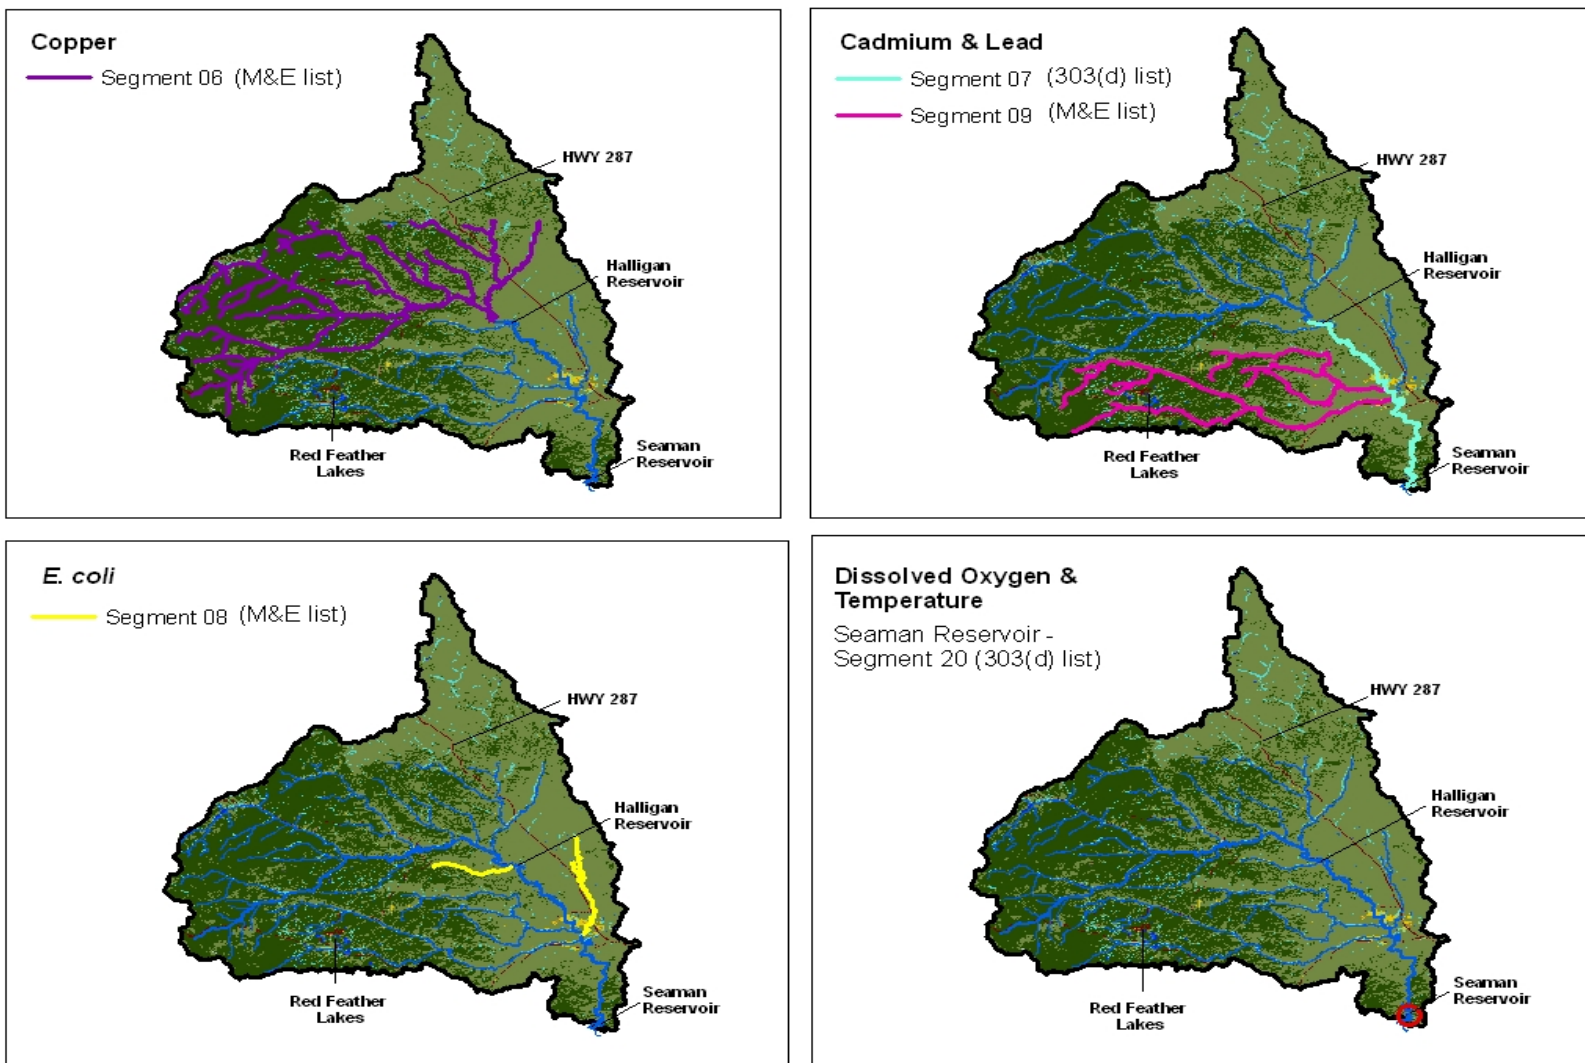 Copper
Segment 06 (M&E list)
HWY 287
Halligan
Reservoir
Red Feather
Lakes
Seaman
Reservoir
Cadmium & Lead
Segment 07 (303(d) list)
Segment 09 (M&E list)
HWY 287
Halligan
Reservoir
Red Feather
Lakes
Seaman
Reservoir
E. coli
Segment 08 (M&E list)
HWY 287
Halligan
Reservoir
Red Feather
Lakes
Seaman
Reservoir
Dissolved Oxygen &
Temperature
Seaman Reservoir -
Segment 20 (303(d) list)
HWY 287
Halligan
Reservoir
Red Feather
Lakes
Seaman
Reservoir